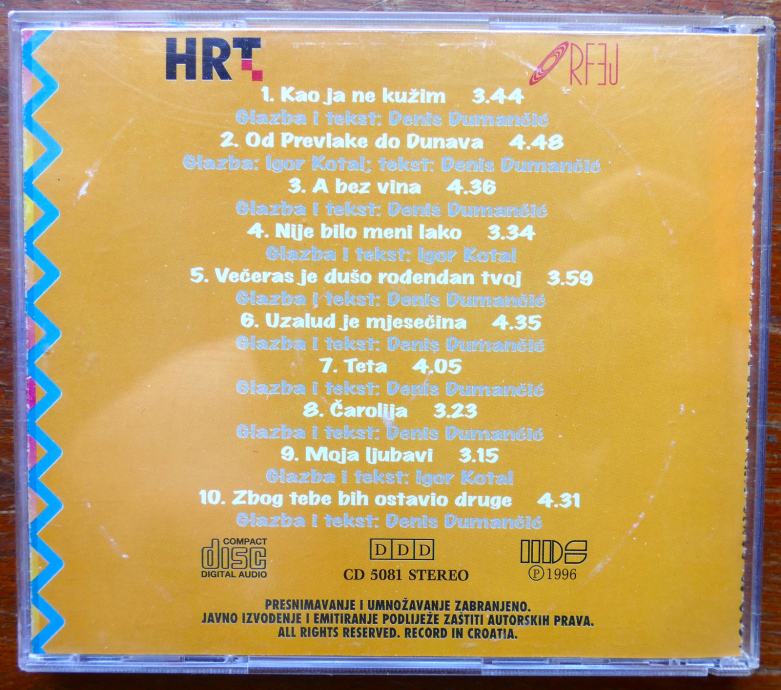 HRT
ORFEJ
1. Kao ja ne kužim 3.44
Glazba i tekst: Denis Dumančić
2. Od Prevlake do Dunava 4.48
Glazba: Igor Kotal; tekst: Denis Dumančić
3. A bez vina 4.36
Glazba i tekst: Denis Dumančić
4. Nije bilo meni lako 3.34
Glazba i tekst: Igor Kotal
5. Večeras je dušo rođendan tvoj 3.59
Glazba i tekst: Denis Dumančić
6. Uzalud je mjesečina 4.35
Glazba i tekst: Denis Dumančić
7. Teta 4.05
Glazba i tekst: Denis Dumančić
8. Čarolija 3.23
Glazba i tekst: Denis Dumančić
9. Moja ljubavi 3.15
Glazba i tekst: Igor Kotal
10. Zbog tebe bih ostavio druge 4.31
Glazba i tekst: Denis Dumančić
COMPACT
disc
DIGITAL AUDIO
DDD
CD 5081 STEREO
Ⓟ 1996
PRESNIMAVANJE I UMNOŽAVANJE ZABRANJENO.
JAVNO IZVOĐENJE I EMITIRANJE PODLIJEŽE ZAŠTITI AUTORSKIH PRAVA.
ALL RIGHTS RESERVED. RECORD IN CROATIA.